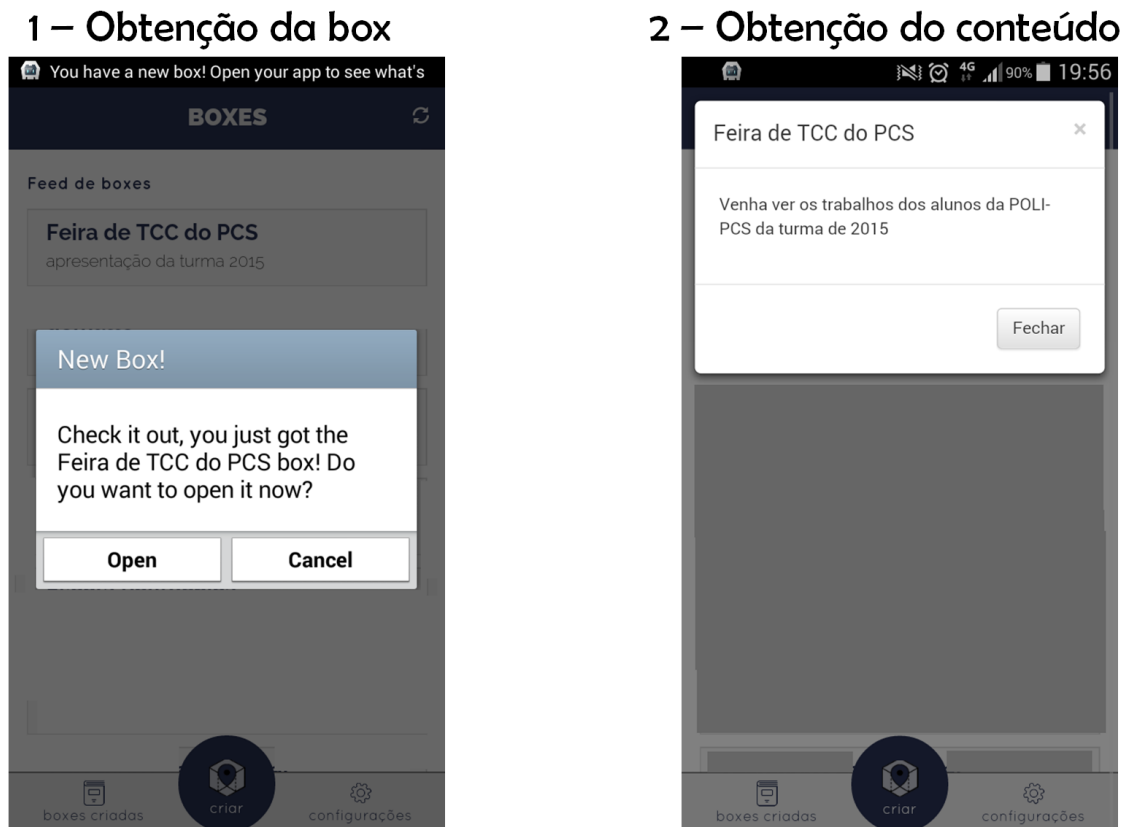 1 – Obtenção da box
You have a new box! Open your app to see what's
BOXES
Feed de boxes
Feira de TCC do PCS
apresentação da turma 2015
New Box!
Check it out, you just got the
Feira de TCC do PCS box! Do
you want to open it now?
Open
Cancel
boxes criadas
criar
configurações
2 – Obtenção do conteúdo
4G
90%
19:56
Feira de TCC do PCS
×
Venha ver os trabalhos dos alunos da POLI-
PCS da turma de 2015
Fechar
boxes criadas
criar
configurações